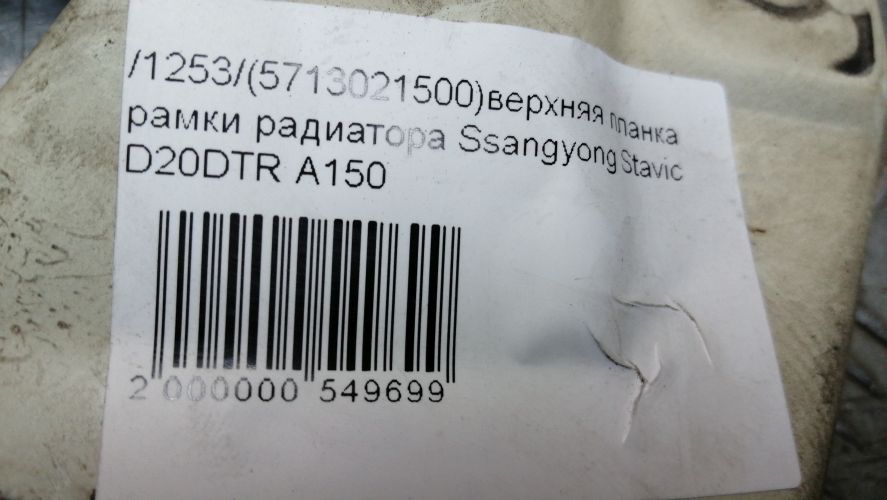 /1253/(5713021500)верхняя планка
рамки радиатора Ssangyong Stavic
D20DTR A150
2 000000 549699